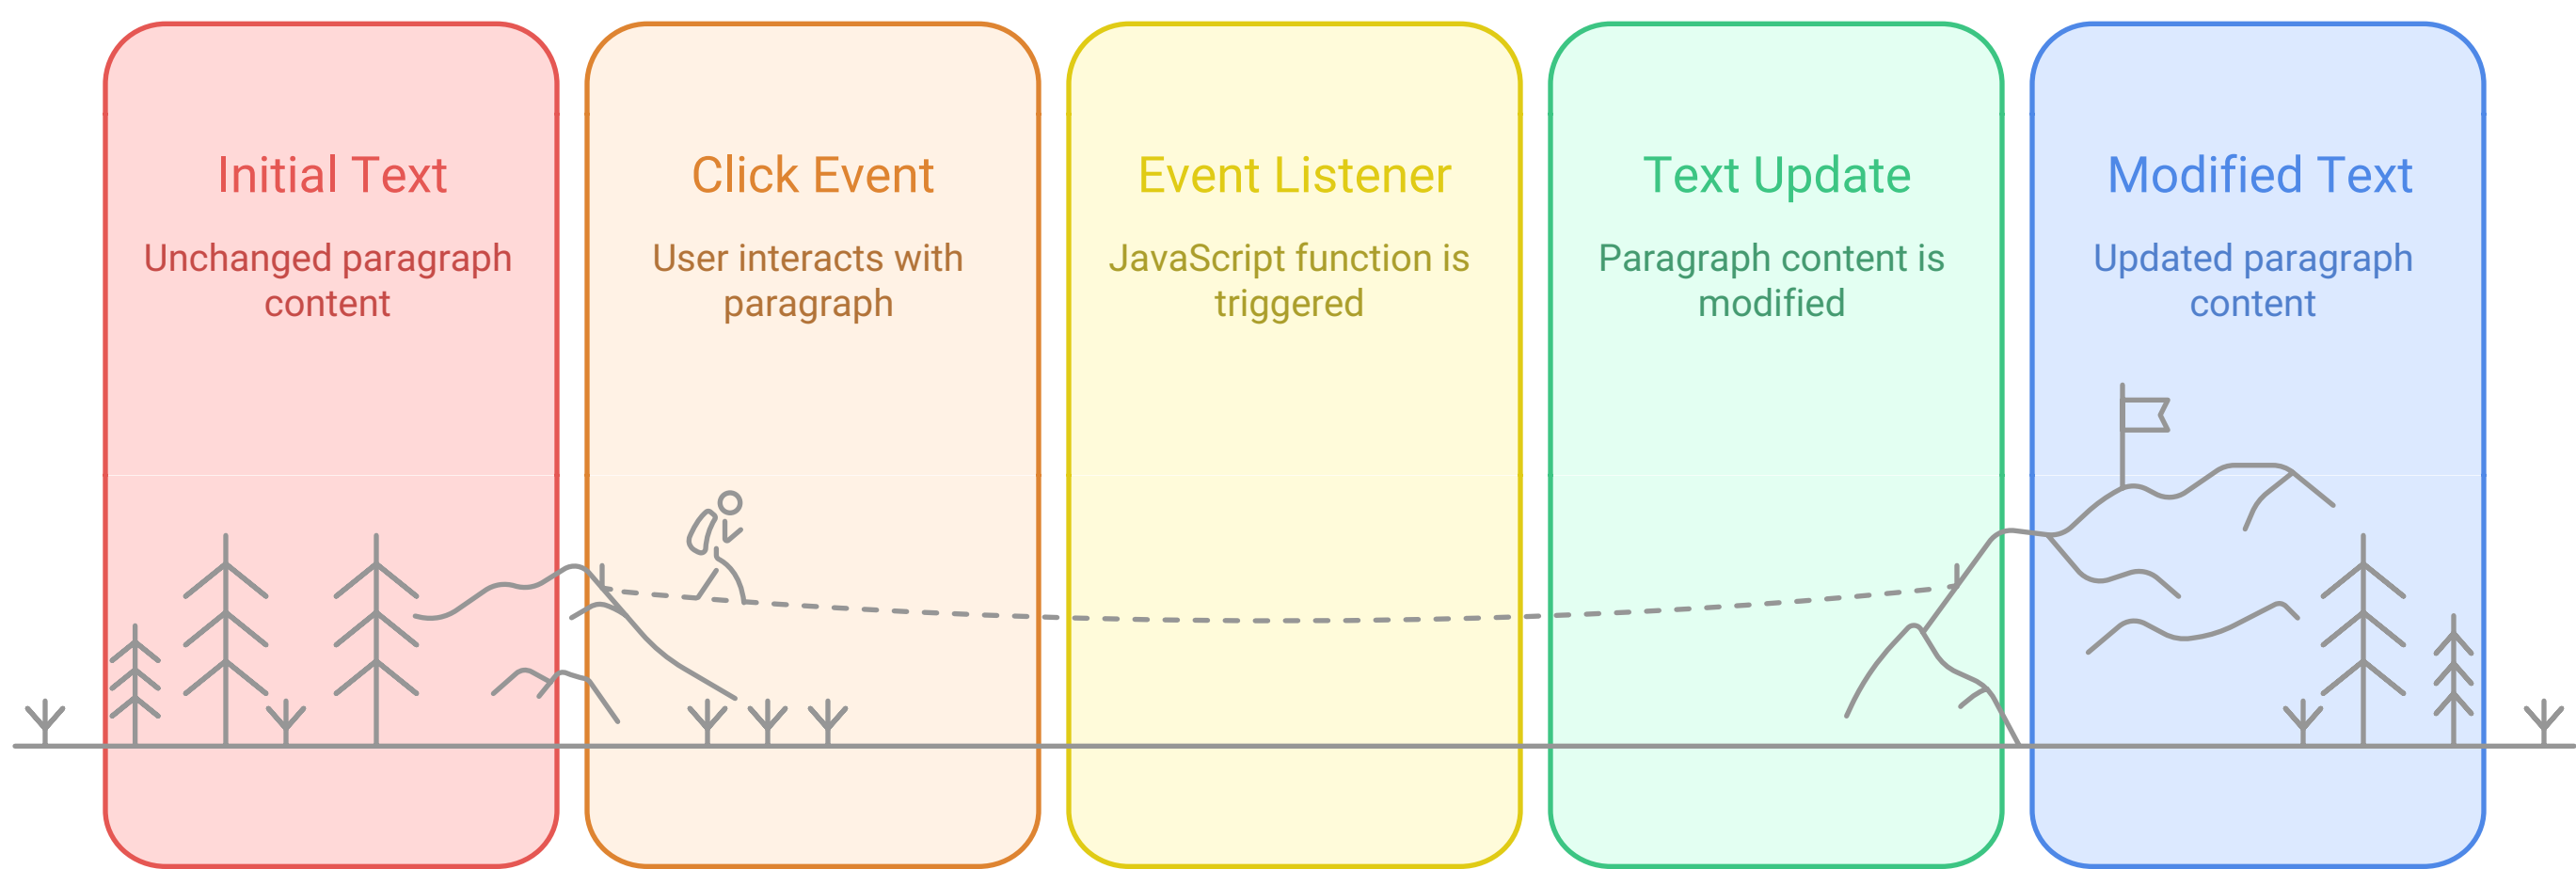 Initial Text
Unchanged paragraph
content
Click Event
User interacts with
paragraph
Event Listener
JavaScript function is
triggered
Text Update
Paragraph content is
modified
Modified Text
Updated paragraph
content